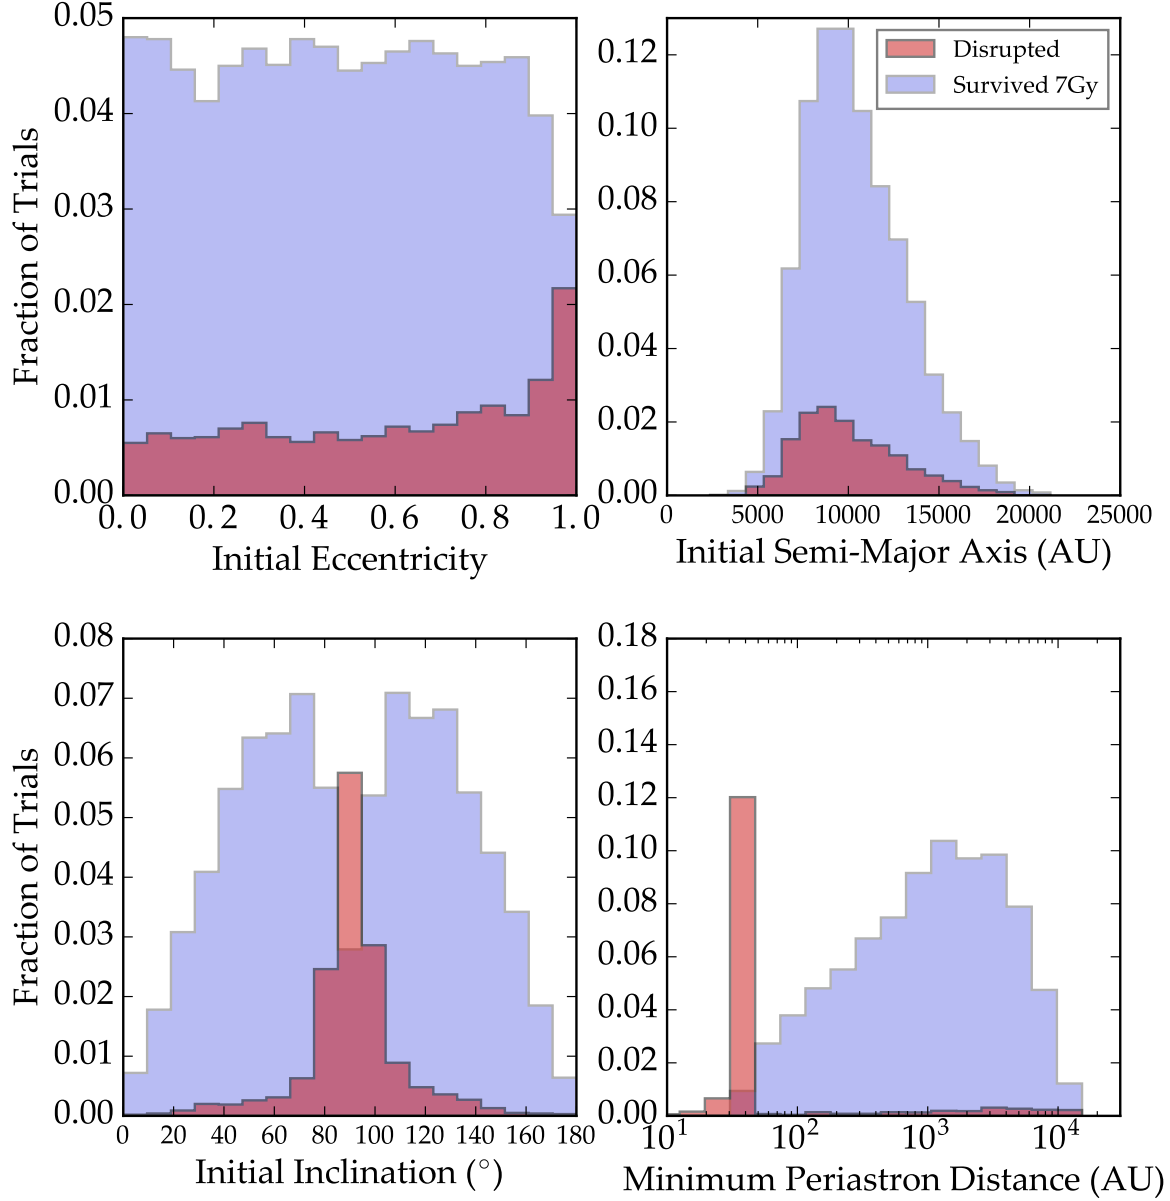 0.05
0.04
0.03
0.02
0.01
0.00
Fraction of Trials
0.0 0.2 0.4 0.6 0.8 1.0
Initial Eccentricity
0.12
0.10
0.08
0.06
0.04
0.02
0.00
Disrupted
Survived 7Gy
0 5000 10000 15000 20000 25000
Initial Semi-Major Axis (AU)
0.08
0.07
0.06
0.05
0.04
0.03
0.02
0.01
0.00
Fraction of Trials
0 20 40 60 80 100 120 140 160 180
Initial Inclination (°)
0.18
0.16
0.14
0.12
0.10
0.08
0.06
0.04
0.02
0.00
10¹ 10² 10³ 10⁴
Minimum Periastron Distance (AU)